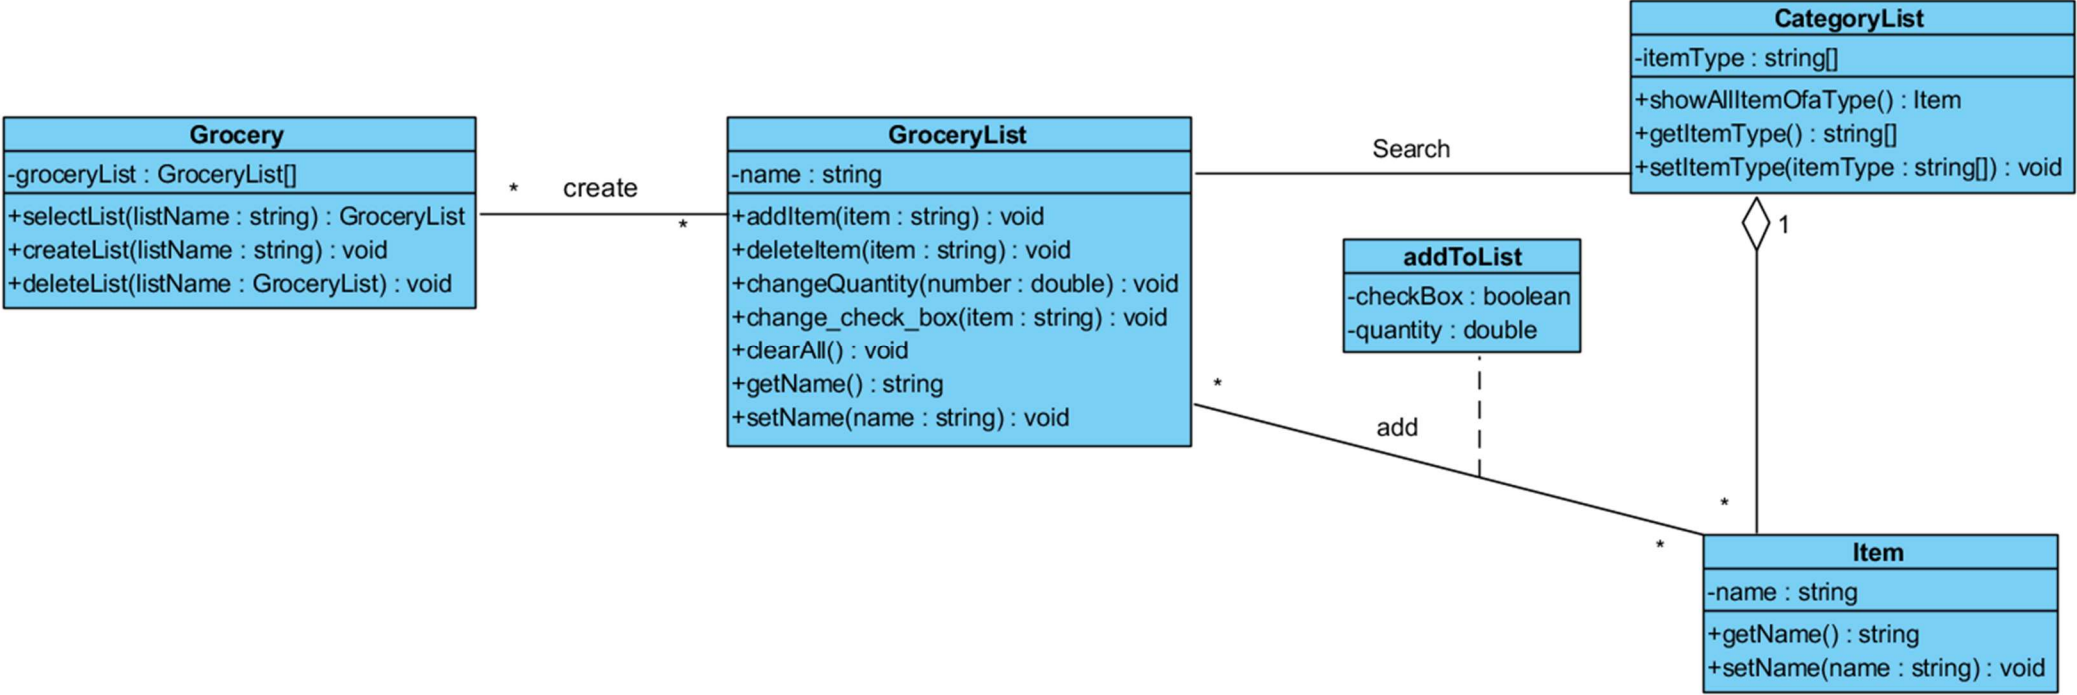 Grocery
-groceryList : GroceryList[]
+selectList(listName : string) : GroceryList
+createList(listName : string) : void
+deleteList(listName : GroceryList) : void
*
create
*
GroceryList
-name : string
+addItem(item : string) : void
+deleteItem(item : string) : void
+changeQuantity(number : double) : void
+change_check_box(item : string) : void
+clearAll() : void
+getName() : string
+setName(name : string) : void
Search
CategoryList
-itemType : string[]
+showAllItemOfaType() : Item
+getItemType() : string[]
+setItemType(itemType : string[]) : void
1
addToList
-checkBox : boolean
-quantity : double
*
add
*
*
Item
-name : string
+getName() : string
+setName(name : string) : void